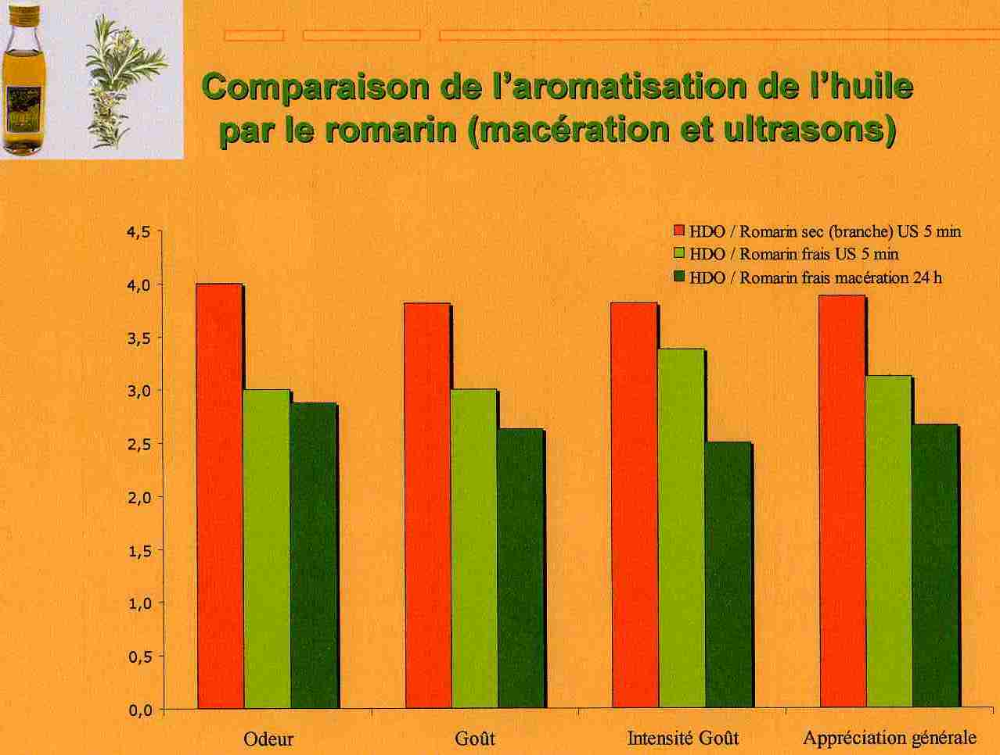 Comparaison de l'aromatisation de l'huile
par le romarin (macération et ultrasons)
4,5
4,0
3,5
3,0
2,5
2,0
1,5
1,0
0,5
0,0
HDO / Romarin sec (branche) US 5 min
HDO / Romarin frais US 5 min
HDO / Romarin frais macération 24 h
Odeur
Goût
Intensité Goût
Appréciation générale